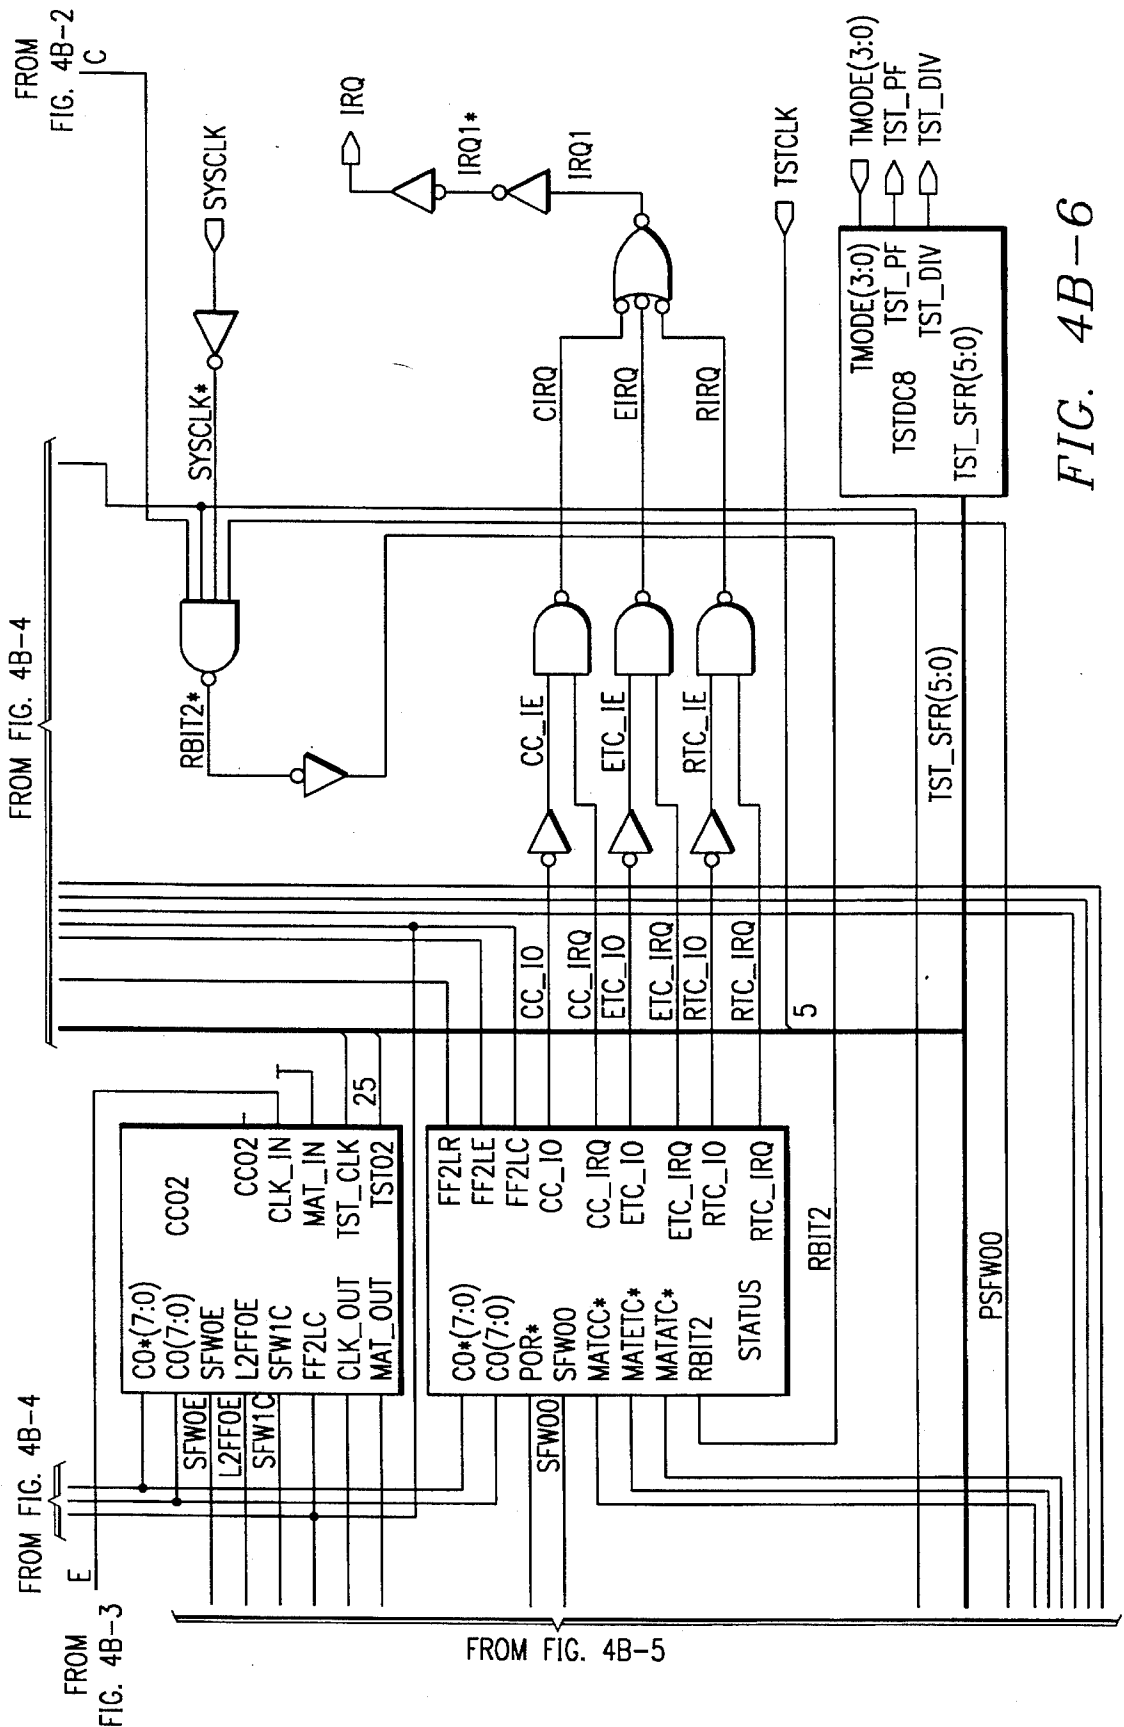 FROM
FIG. 4B-2
C
FROM FIG. 4B-4
SYSCLK
SYSCLK*
RBIT2*
IRQ
IRQ1*
IRQ1
CIRQ
EIRQ
RIRQ
TSTCLK
CC_IE
ETC_IE
RTC_IE
CC_IO
CC_IRQ
ETC_IO
ETC_IRQ
RTC_IO
RTC_IRQ
5
TST_SFR(5:0)
TMODE(3:0)
TST_PF
TST_DIV
TMODE(3:0)
TST_PF
TSTDC8
TST_DIV
TST_SFR(5:0)
FROM FIG. 4B-4
E
FROM
FIG. 4B-3
CC02
CO*(7:0)
CO(7:0)
SFW0E
L2FF0E
SFW1C
FF2LC
CLK_OUT
MAT_OUT
CC02
CLK_IN
MAT_IN
TST_CLK
TST02
25
SFW0E
L2FF0E
SFW1C
CO*(7:0)
CO(7:0)
POR*
SFW00
MATCC*
MATETC*
MATATC*
RBIT2
STATUS
FF2LR
FF2LE
FF2LC
CC_IO
CC_IRQ
ETC_IO
ETC_IRQ
RTC_IO
RTC_IRQ
SFW00
RBIT2
PSFW00
FROM FIG. 4B-5
FIG. 4B-6